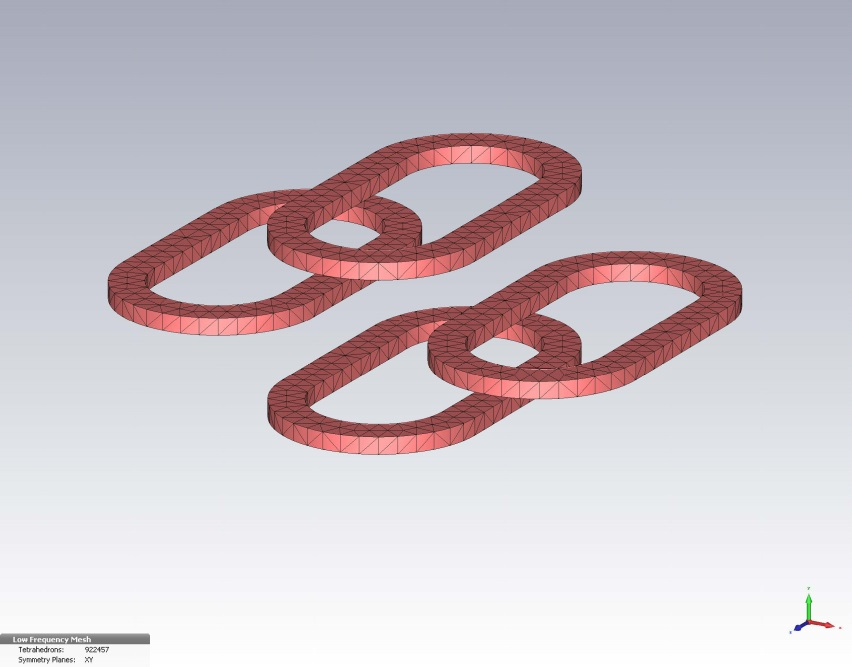 Low Frequency Mesh
Tetrahedrons: 922457
Symmetry Planes: XY